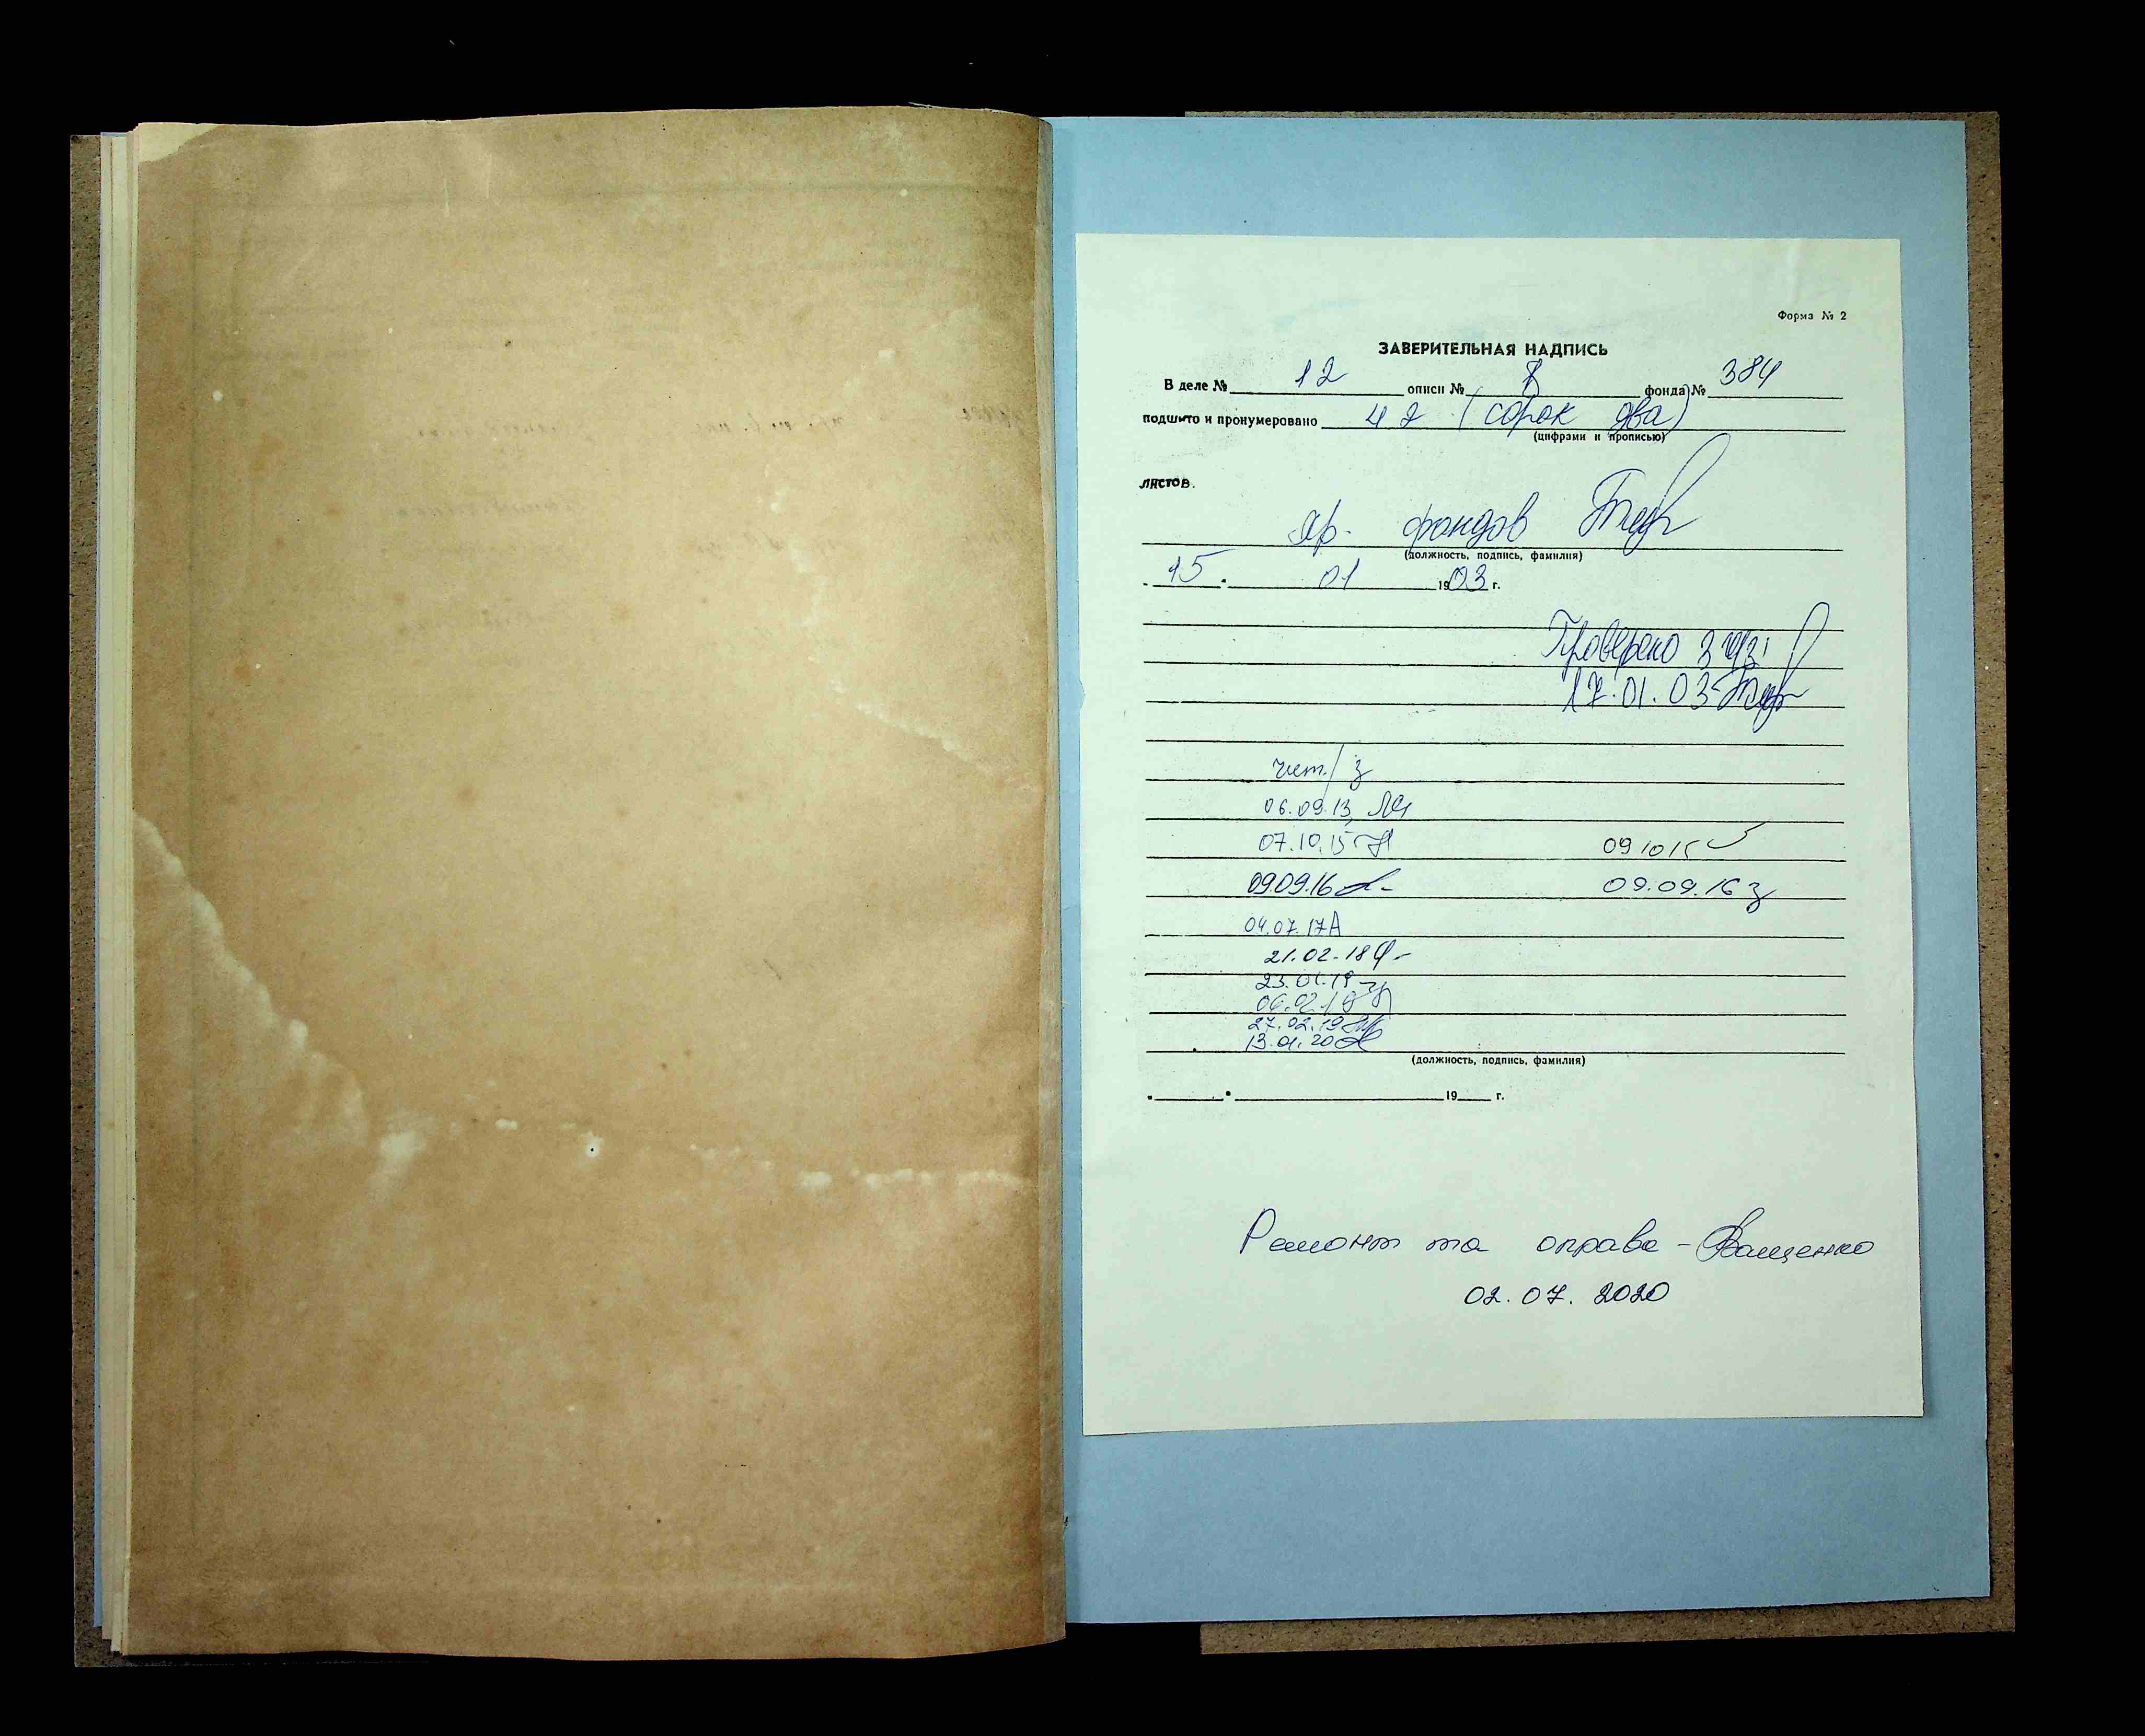 Форма № 2
ЗАВЕРИТЕЛЬНАЯ НАДПИСЬ
В деле № 12 описи № 8 фонда № 384
подшито и пронумеровано 42 (сорок два)
(цифрами и прописью)
листов.
хр. фондов
(должность, подпись, фамилия)
15. 01 1903 г.
Проверено
17.01.03
чит./з
06.09.13
07.10.15 09 10 15
09.09.16 09.09.16
04.07.17
21.02.18
23.01.19
06.02.19
27.02.19
13.01.20
(должность, подпись, фамилия)
19 г.
Ремонт та оправа - Ващенко
02.07.2020